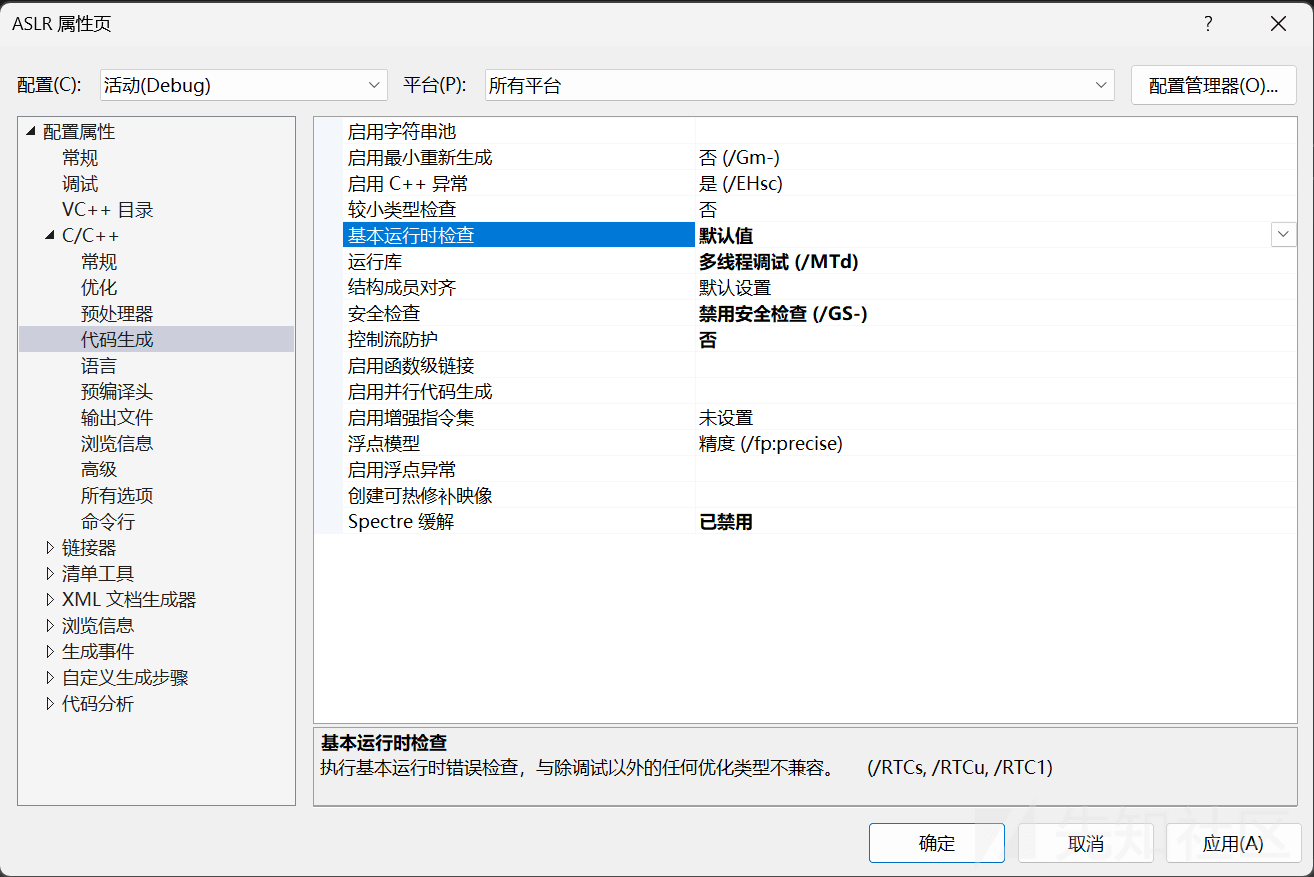 ASLR 属性页
配置(C): 活动(Debug) 平台(P): 所有平台 配置管理器(O)...
配置属性
常规
调试
VC++ 目录
C/C++
常规
优化
预处理器
代码生成
语言
预编译头
输出文件
浏览信息
高级
所有选项
命令行
链接器
清单工具
XML 文档生成器
浏览信息
生成事件
自定义生成步骤
代码分析
启用字符串池
启用最小重新生成 否 (/Gm-)
启用 C++ 异常 是 (/EHsc)
较小类型检查 否
基本运行时检查 默认值
运行库 多线程调试 (/MTd)
结构成员对齐 默认设置
安全检查 禁用安全检查 (/GS-)
控制流防护 否
启用函数级链接
启用并行代码生成
启用增强指令集 未设置
浮点模型 精度 (/fp:precise)
启用浮点异常
创建可热修补映像
Spectre 缓解 已禁用
基本运行时检查
执行基本运行时错误检查，与除调试以外的任何优化类型不兼容。 (/RTCs, /RTCu, /RTC1)
确定 取消 应用(A)
先知社区